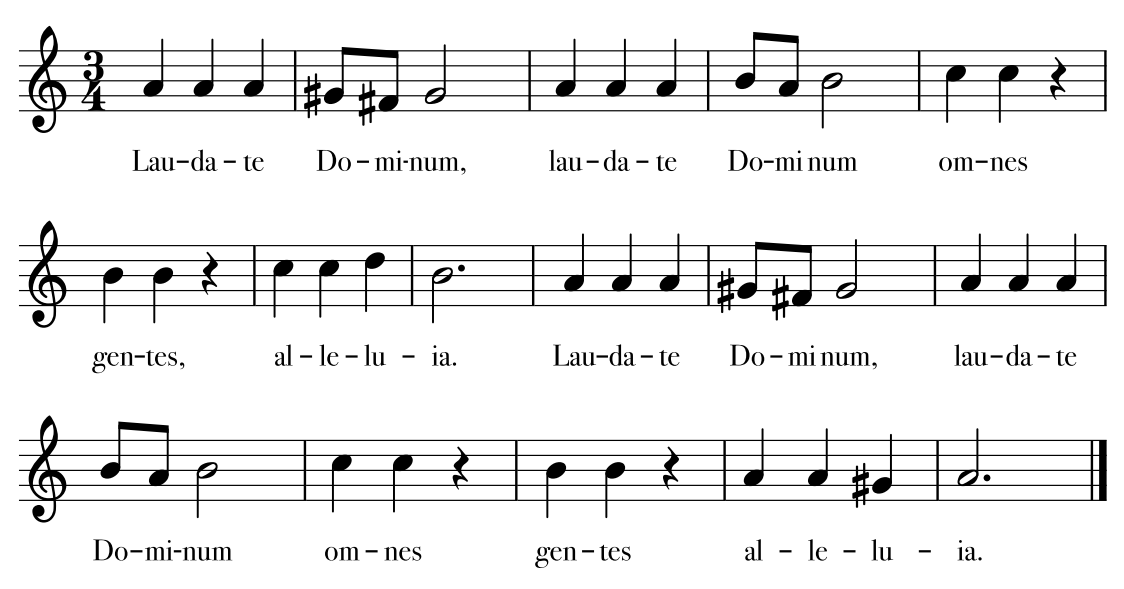 3
4
Lau–da–te Do–mi-num, lau–da–te Do–mi num om–nes
gen–tes, al–le–lu – ia. Lau–da–te Do–mi num, lau–da–te
Do–mi-num om–nes gen–tes al – le – lu – ia.